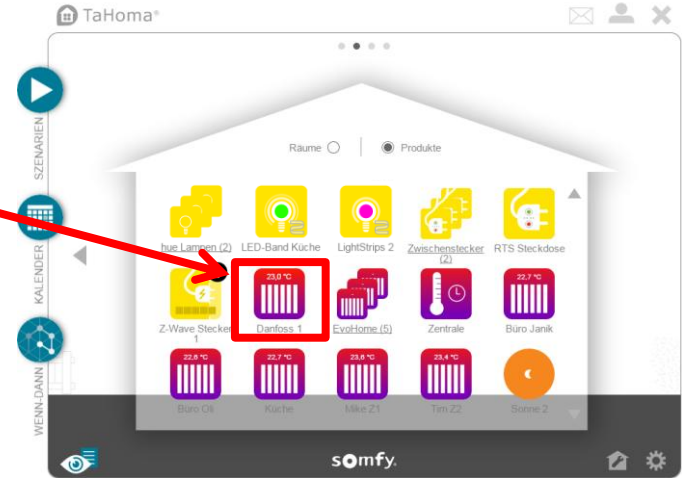 TaHoma®
Räume
Produkte
SZENARIEN
KALENDER
WENN-DANN
hue Lampen (2)
LED-Band Küche
LightStrips 2
Zwischenstecker
(2)
RTS Steckdose
23,0 °C
22,7 °C
Z-Wave Stecker
1
Danfoss 1
EvoHome (5)
Zentrale
Büro Janik
22,8 °C
22,7 °C
23,8 °C
23,4 °C
Büro Oli
Küche
Mike Z1
Tim Z2
Sonne 2
somfy.